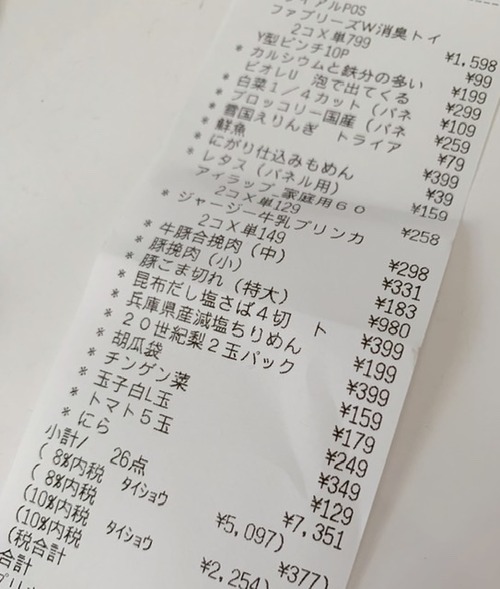 イアルPOS
ファブリーズW消臭トイ
2コX単799 ¥1,598
Y型ピンチ10P ¥99
* カルシウムと鉄分の多い ¥199
ビオレU 泡で出てくる ¥299
* 白菜1/4カット(パネ ¥109
* ブロッコリー国産(パネ ¥259
* 雪国えりんぎ トライア ¥79
* 鮮魚 ¥399
* にがり仕込みもめん ¥39
* レタス(パネル用) ¥159
アイラップ 家庭用60
2コX単129 ¥258
* ジャージー牛乳プリンカ
2コX単149 ¥298
* 牛豚合挽肉(中) ¥331
* 豚挽肉(小) ¥183
* 豚こま切れ(特大) ¥980
* 昆布だし塩さば4切 ト ¥399
* 兵庫県産減塩ちりめん ¥199
* 20世紀梨2玉パック ¥399
* 胡瓜袋 ¥159
* チンゲン菜 ¥179
* 玉子白L玉 ¥249
* トマト5玉 ¥349
* にら ¥129
小計/ 26点 ¥7,351
( 8%内税 タイショウ ¥5,097)
( 8%内税 ¥377)
(10%内税 タイショウ ¥2,254)
(10%内税
(税合計
合計